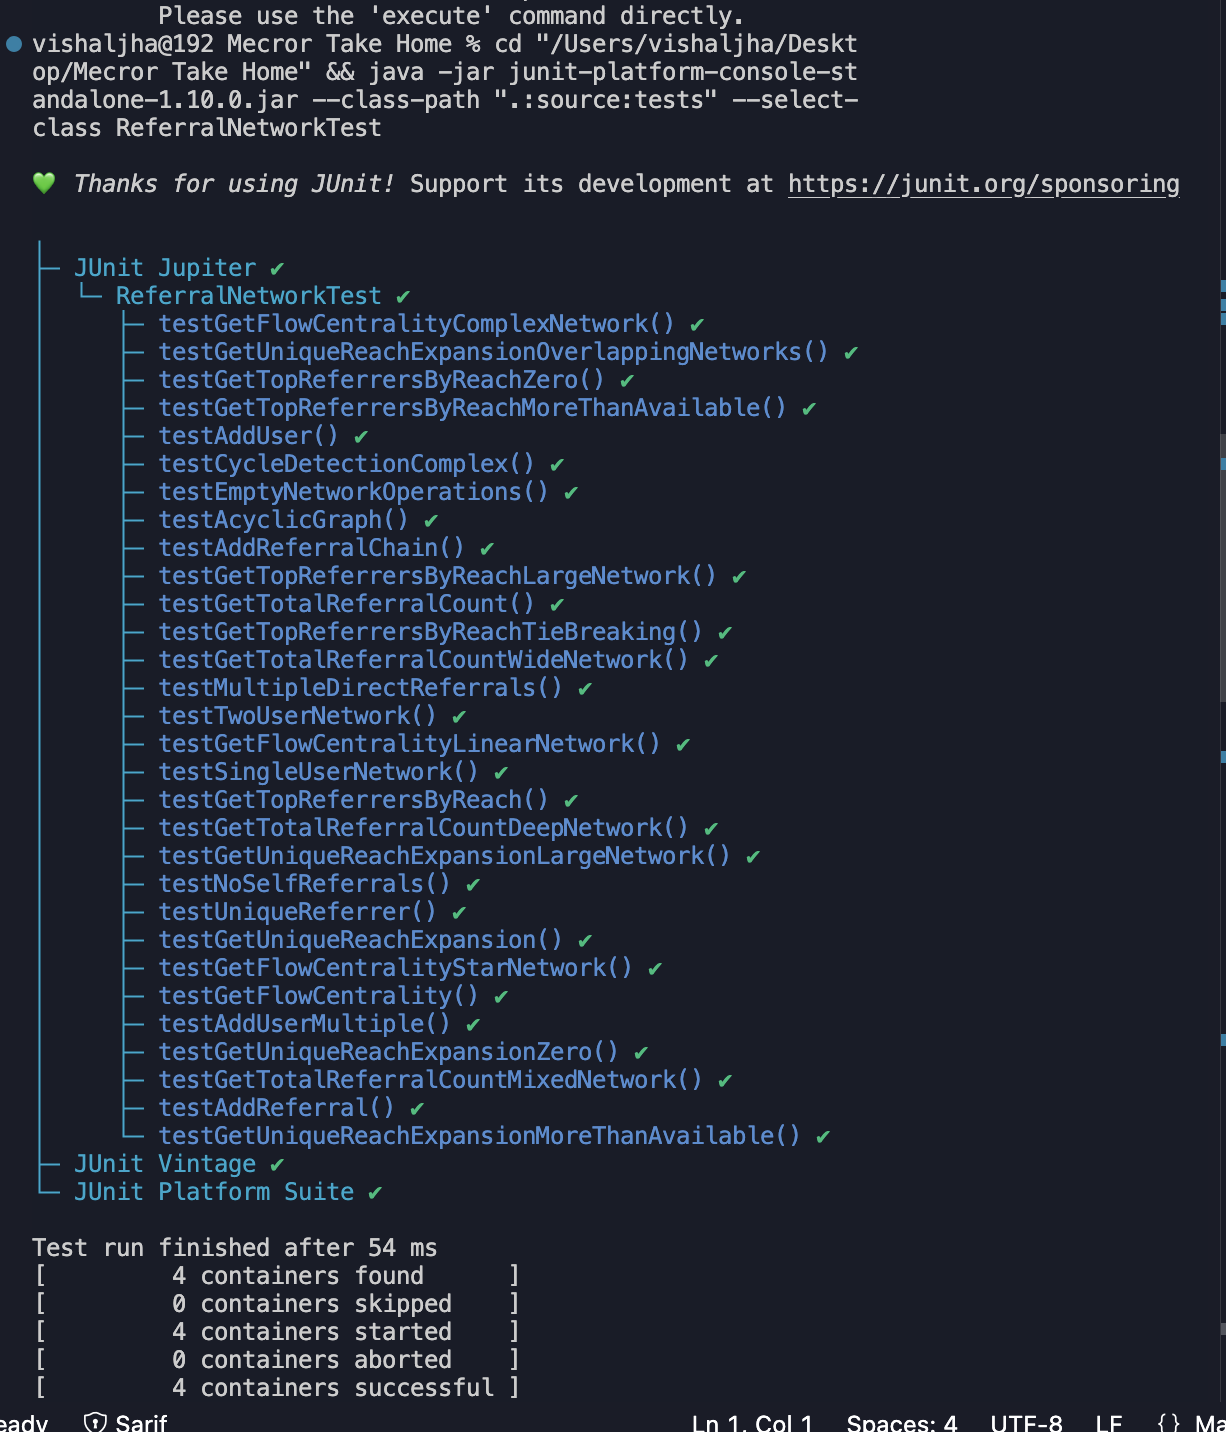 Please use the 'execute' command directly.
vishaljha@192 Mecror Take Home % cd "/Users/vishaljha/Deskt
op/Mecror Take Home" && java -jar junit-platform-console-st
andalone-1.10.0.jar --class-path ".:source:tests" --select-
class ReferralNetworkTest
💚 Thanks for using JUnit! Support its development at https://junit.org/sponsoring
├─ JUnit Jupiter ✔
│  └─ ReferralNetworkTest ✔
│     ├─ testGetFlowCentralityComplexNetwork() ✔
│     ├─ testGetUniqueReachExpansionOverlappingNetworks() ✔
│     ├─ testGetTopReferrersByReachZero() ✔
│     ├─ testGetTopReferrersByReachMoreThanAvailable() ✔
│     ├─ testAddUser() ✔
│     ├─ testCycleDetectionComplex() ✔
│     ├─ testEmptyNetworkOperations() ✔
│     ├─ testAcyclicGraph() ✔
│     ├─ testAddReferralChain() ✔
│     ├─ testGetTopReferrersByReachLargeNetwork() ✔
│     ├─ testGetTotalReferralCount() ✔
│     ├─ testGetTopReferrersByReachTieBreaking() ✔
│     ├─ testGetTotalReferralCountWideNetwork() ✔
│     ├─ testMultipleDirectReferrals() ✔
│     ├─ testTwoUserNetwork() ✔
│     ├─ testGetFlowCentralityLinearNetwork() ✔
│     ├─ testSingleUserNetwork() ✔
│     ├─ testGetTopReferrersByReach() ✔
│     ├─ testGetTotalReferralCountDeepNetwork() ✔
│     ├─ testGetUniqueReachExpansionLargeNetwork() ✔
│     ├─ testNoSelfReferrals() ✔
│     ├─ testUniqueReferrer() ✔
│     ├─ testGetUniqueReachExpansion() ✔
│     ├─ testGetFlowCentralityStarNetwork() ✔
│     ├─ testGetFlowCentrality() ✔
│     ├─ testAddUserMultiple() ✔
│     ├─ testGetUniqueReachExpansionZero() ✔
│     ├─ testGetTotalReferralCountMixedNetwork() ✔
│     ├─ testAddReferral() ✔
│     └─ testGetUniqueReachExpansionMoreThanAvailable() ✔
├─ JUnit Vintage ✔
└─ JUnit Platform Suite ✔
Test run finished after 54 ms
[         4 containers found      ]
[         0 containers skipped    ]
[         4 containers started    ]
[         0 containers aborted    ]
[         4 containers successful ]
eady Sarif Ln 1, Col 1 Spaces: 4 UTF-8 LF {} Ma